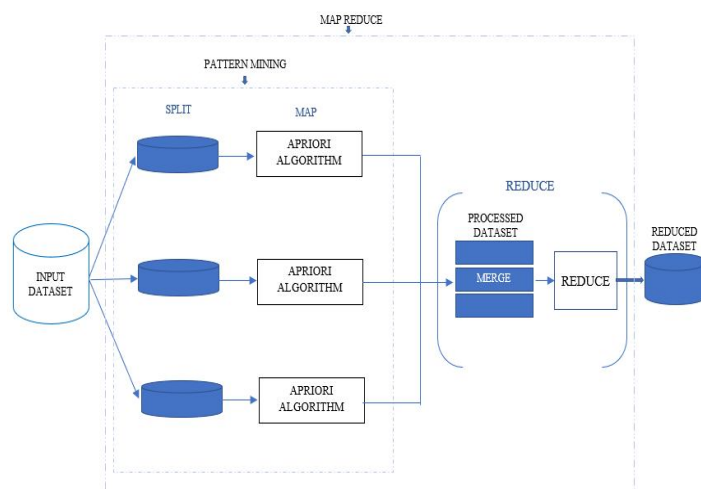 MAP REDUCE
PATTERN MINING
SPLIT
MAP
APRIORI
ALGORITHM
REDUCE
PROCESSED
DATASET
REDUCED
DATASET
INPUT
DATASET
APRIORI
ALGORITHM
MERGE
REDUCE
APRIORI
ALGORITHM